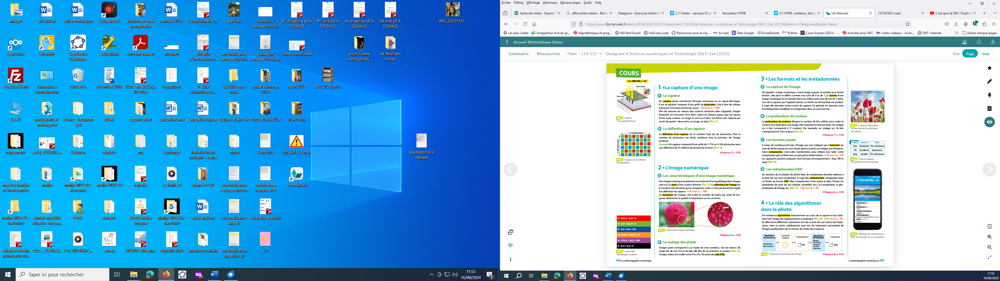 Images
plu cusset
lettre combacon
ApowerREC
photos de dédé et marinette
rentrée 2024
Questionnaire-...
pelican
signature desiage christi...
RC Angelina LICA DESIAGE
RC Ana LICA DESIAGE
IA Angelina LICA DESIAGE
IA Ana LICA DESIAGE
IMG_20231121...
Nextcloud
ScratchJr
GeoGebra Classique
EduPython
Acrobat Reader
mozine1
Bulletin d'inscription s...
acte naissance desiage christi...
passeport desiage christian
carte communale
photos anne fette poney
dé fetet des meres
FileZilla Client
Panneau de configuration
Corbeille
clé office 2016
CONTRATDESIA... 03 2025
signatures
7-Liste fournitures C...
ski 2024 one nord
ecole kermesse 2024
sport2024
IMG_20240507...
Ce PC
navigateur et messagerie
divers - vacances -pal
DCIM
appart garet
peripéties ana
peripéties angie
square albert 1er
costa brava 2024
francoion
rangement
LePal_1284763_...
à classer
daniela
mg
personnel
travaux volets roulants + serre
mons
Sans titre
sifr_ak14_1_std...
passeport lica daniela
medical famille et livret famille
maths
maths 2022-23 - Raccourci
maths 2023-24
retraite
le chiffre 7
guerre 14-18
acte naissance desiage christi...
certificat de nastere lica
Lib Manuels
maths 2021-22 - Raccourci
Forfait mobilité durable_ce.dpe...
ORDI
randos
PADD plaine limagne
maths 2024-25 - Raccourci
essai maison
acte naissance ana p1
boarding-pass(1)
Fiches de voeux professeurs cit...
DDT_-_24-06-2...
VID_20240617_...
poney
202107_etudein...
signatures(1)
annonces terrain
acte naissance angelina p1
j o
Taper ici pour rechercher
11:53
16/08/2024
2
Fichier Édition Affichage Historique Marque-pages Outils Aide
Saisie des notes - Espace P
offre achat notaire - Reche
Delagrave – Exercices interactif
2.1 Clients - serveurs S3 on
Simulateur HTML
4.1 HTML contenus, struct
Lib Manuels
1321855651.mp4
C'est quoi le SEO ? Explicat
https://www.libmanuels.fr/demo/9782206103570/specimen/114/?title=Sciences numériques et Technologie (SNT) 2de (2019)&editor=Delagrave&type=classic
Les plus visités
Enregistreur d'écran gr...
Algorithmique et prog...
404 Not Found
ViaScola Lycée
Ressources pour la cla...
Accueil
Sites Google
EcoleDirecte
Python
Cours Express (2021) - ...
Activités pour SNT
Cartes cadeaux - Avan...
SNT : Internet
Autres marque-pages
Accueil Bibliothèque Démo
Sommaire Ressources Pages 114-115 Delagrave • Sciences numériques et Technologie (SNT) 2de (2023)
Vue Page Web
COURS
Voir DICO SNT p. 185
Filtre coloré
Photosite
DOC1 Capteur
d'un appareil photo
5 776 photosites
4 336 photosites
DOC2 Capteur de 25 millions
de photosites
R = 255, V = 0, B = 0
R = 0, V = 255, B = 0
R = 0, V = 0, B = 255
R = 238, V = 160, B = 73
R = 175, V = 18, B = 204
R = 0, V = 0, B = 0
DOC4 Codes RVB
de quelques couleurs
114 • La photographie numérique
1 • La capture d'une image
A Le capteur
Un capteur photo transforme l'énergie lumineuse en un signal électrique.
Il est en général composé d'une grille de photosites, c'est-à-dire de cellules
mesurant l'intensité lumineuse reçue. → ACTIVITÉ 2, P. 106
Afin de mesurer les valeurs des couleurs entrantes dans l'appareil, chaque
photosite est recouvert d'un filtre coloré ne laissant passer que les rayons
d'une seule couleur : le rouge, le vert ou le bleu. Les filtres sont répartis par
carrés de quatre : deux verts, un rouge, un bleu (Doc 1).
B La définition d'un capteur
La définition d'un capteur est le nombre total de ses photosites. Plus le
nombre de photosites est élevé, meilleure sera la précision de l'image
produite.
Exemple Un capteur composé d'une grille de 5 776 sur 4 336 photosites aura
une définition de 25 millions de photosites environ (Doc 2).
→ EXERCICE 5, P. 119
2 • L'image numérique
A Les caractéristiques d'une image numérique
Une image numérique se présente sous la forme d'un quadrillage dont chaque
case est un pixel d'une couleur donnée (Doc 3). La définition de l'image est
le nombre total de pixels qui la composent. Celle-ci n'est pas forcément égale
à la définition du capteur. → ACTIVITÉ 3, P. 108
La résolution de l'image, c'est-à-dire le nombre de pixels par unité de lon-
gueur, détermine sa qualité à l'impression ou sur un écran.
pixel
DOC3 Pixels d'une image numérique
→ EXERCICE 4, P. 118
B Le codage des pixels
Chaque pixel correspond à un triplet de trois nombres, soit les valeurs de
rouge (R), de vert (V) et de bleu (B) afin de reconstituer la couleur (Doc 4).
Chaque valeur est codée entre 0 et 255. On parle de code RVB.
3 • Les formats et les métadonnées
A La capture de l'image
On appelle « image numérique » toute image acquise et stockée sous forme
binaire : elle peut se définir comme une suite de 0 et de 1. Le format d'une
image numérique est la manière dont est codée cette suite de 0 et de 1 (bits).
Lors de la capture par l'appareil photo, un fichier au format Raw est produit.
Il s'agit des données brutes issues du capteur. En général, les données sont
immédiatement modifiées et enregistrées dans un autre format.
B La profondeur de couleur
La profondeur de couleurs désigne le nombre de bits utilisés pour coder la
couleur d'un pixel dans une image. Elle s'exprime en bits par pixel. Un codage
sur n bits correspond à 2ⁿ couleurs. Par exemple, un codage sur 16 bits
correspond à 65 536 couleurs (Doc 5).
→ EXERCICE 7, P. 119
C Les formats usuels
Il existe de nombreux formats d'image qui sont indiqués par l'extension du
nom du fichier (partie du nom située après le point). Les images sont fréquem-
ment compressées, c'est-à-dire transformées pour réduire leur taille. Cette
compression peut se faire avec ou sans perte d'information. → ACTIVITÉ 4, P. 110
Les appareils peuvent proposer trois formats d'enregistrement : Raw, Tiff et
Jpeg (Doc 6).
D Les métadonnées EXIF
Au moment de la création du fichier Raw, de nombreuses données relatives à
la prise de vue sont enregistrées. Il s'agit des métadonnées, enregistrées dans
un fichier au format EXIF. Elles comprennent entre autres la date, l'heure, les
paramètres de prise de vue (vitesse, sensibilité, etc.), la compression, la géo-
localisation de l'image, etc. (Doc 7). → ACTIVITÉ 4, P. 110
→ EXERCICE 6, P. 119
4 • Le rôle des algorithmes
dans la photo
De nombreux algorithmes interviennent au cours de la capture et du traite-
ment de l'image par l'appareil photo numérique (Doc 8). → ACTIVITÉ 5, P. 112
Ils effectuent différentes opérations lors de la prise de vue (calcul de l'expo-
sition, mise au point, stabilisation), puis lors du traitement automatisé de
l'image (amélioration de la netteté, du rendu des couleurs).
Algorithmes de prise de vue
Stabilisation, Mise au point
Capture de la lumière
Enregistrement
Raw
Algorithmes de traitement
Balance des blancs
Contraste
Lumière
Saturation
Compression
Jpeg
DOC8 Étapes de construction de l'image
→ EXERCICE 8, P. 119
4 bits 8 bits 24 bits
DOC5 Couleurs disponibles
en fonction de la profondeur
de couleur
FORMAT QUALITÉ POIDS
Raw Maximale Très volumineux
Tiff Excellente Volumineux
Jpeg Variable Peu volumineux
DOC6 Caractéristiques
de quelques formats d'image
Photo Exif Editor
Résolution x
72.0
Résolution y
72.0
Unité de résolution
pouces
Géolocalisation
Flash
Activé
DOC7 Affichage des métadonnées
EXIF d'une image sur un smartphone
La photographie numérique • 115
11:53
16/08/2024